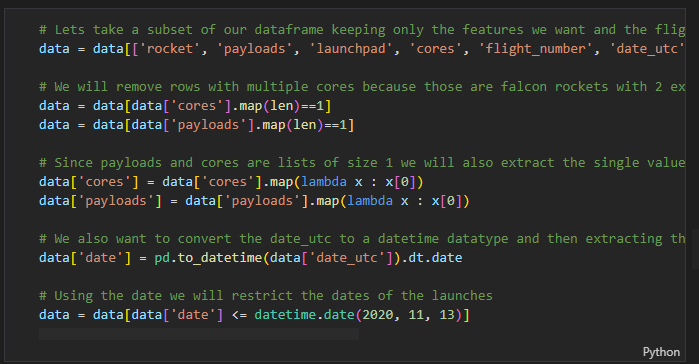 # Lets take a subset of our dataframe keeping only the features we want and the flig
data = data[['rocket', 'payloads', 'launchpad', 'cores', 'flight_number', 'date_utc'
# We will remove rows with multiple cores because those are falcon rockets with 2 ex
data = data[data['cores'].map(len)==1]
data = data[data['payloads'].map(len)==1]
# Since payloads and cores are lists of size 1 we will also extract the single value
data['cores'] = data['cores'].map(lambda x : x[0])
data['payloads'] = data['payloads'].map(lambda x : x[0])
# We also want to convert the date_utc to a datetime datatype and then extracting th
data['date'] = pd.to_datetime(data['date_utc']).dt.date
# Using the date we will restrict the dates of the launches
data = data[data['date'] <= datetime.date(2020, 11, 13)]
Python